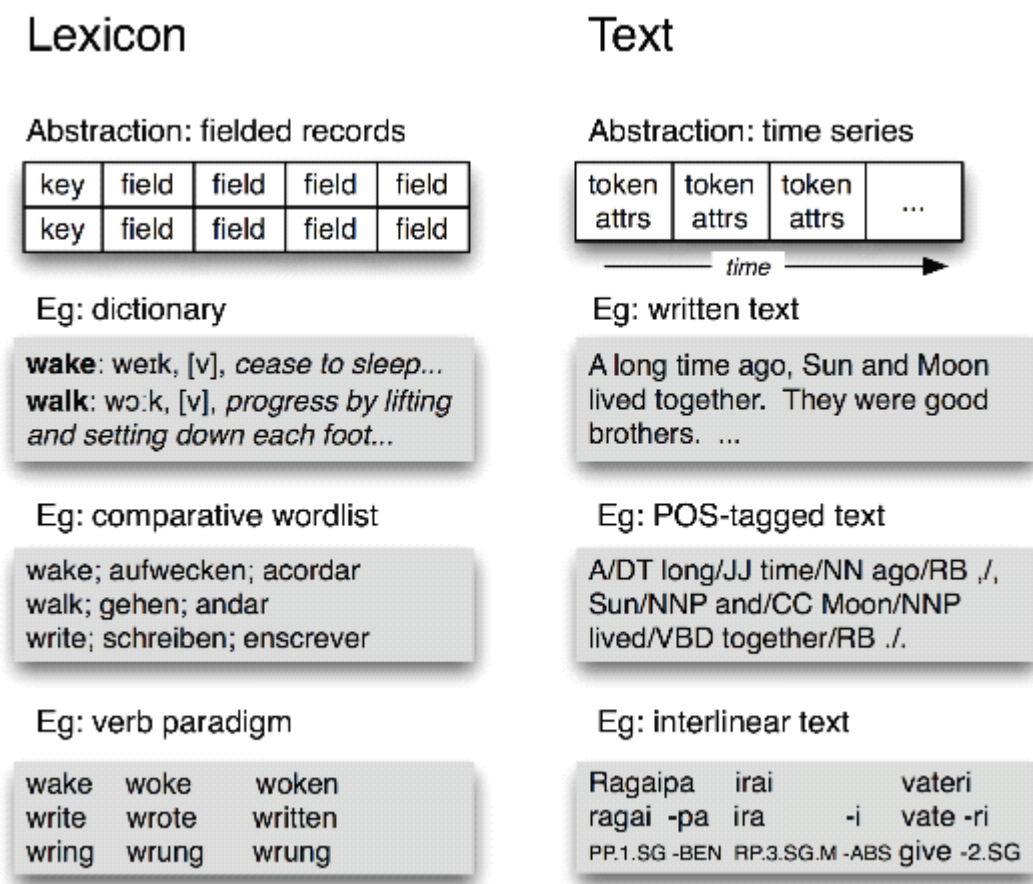 Lexicon
Abstraction: fielded records
key field field field field
key field field field field
Eg: dictionary
wake: weɪk, [v], cease to sleep...
walk: wɔːk, [v], progress by lifting
and setting down each foot...
Eg: comparative wordlist
wake; aufwecken; acordar
walk; gehen; andar
write; schreiben; enscrever
Eg: verb paradigm
wake woke woken
write wrote written
wring wrung wrung
Text
Abstraction: time series
token token token ...
attrs attrs attrs
time
Eg: written text
A long time ago, Sun and Moon
lived together. They were good
brothers. ...
Eg: POS-tagged text
A/DT long/JJ time/NN ago/RB ,/,
Sun/NNP and/CC Moon/NNP
lived/VBD together/RB ./.
Eg: interlinear text
Ragaipa irai vateri
ragai -pa ira -i vate -ri
PP.1.SG -BEN RP.3.SG.M -ABS give -2.SG